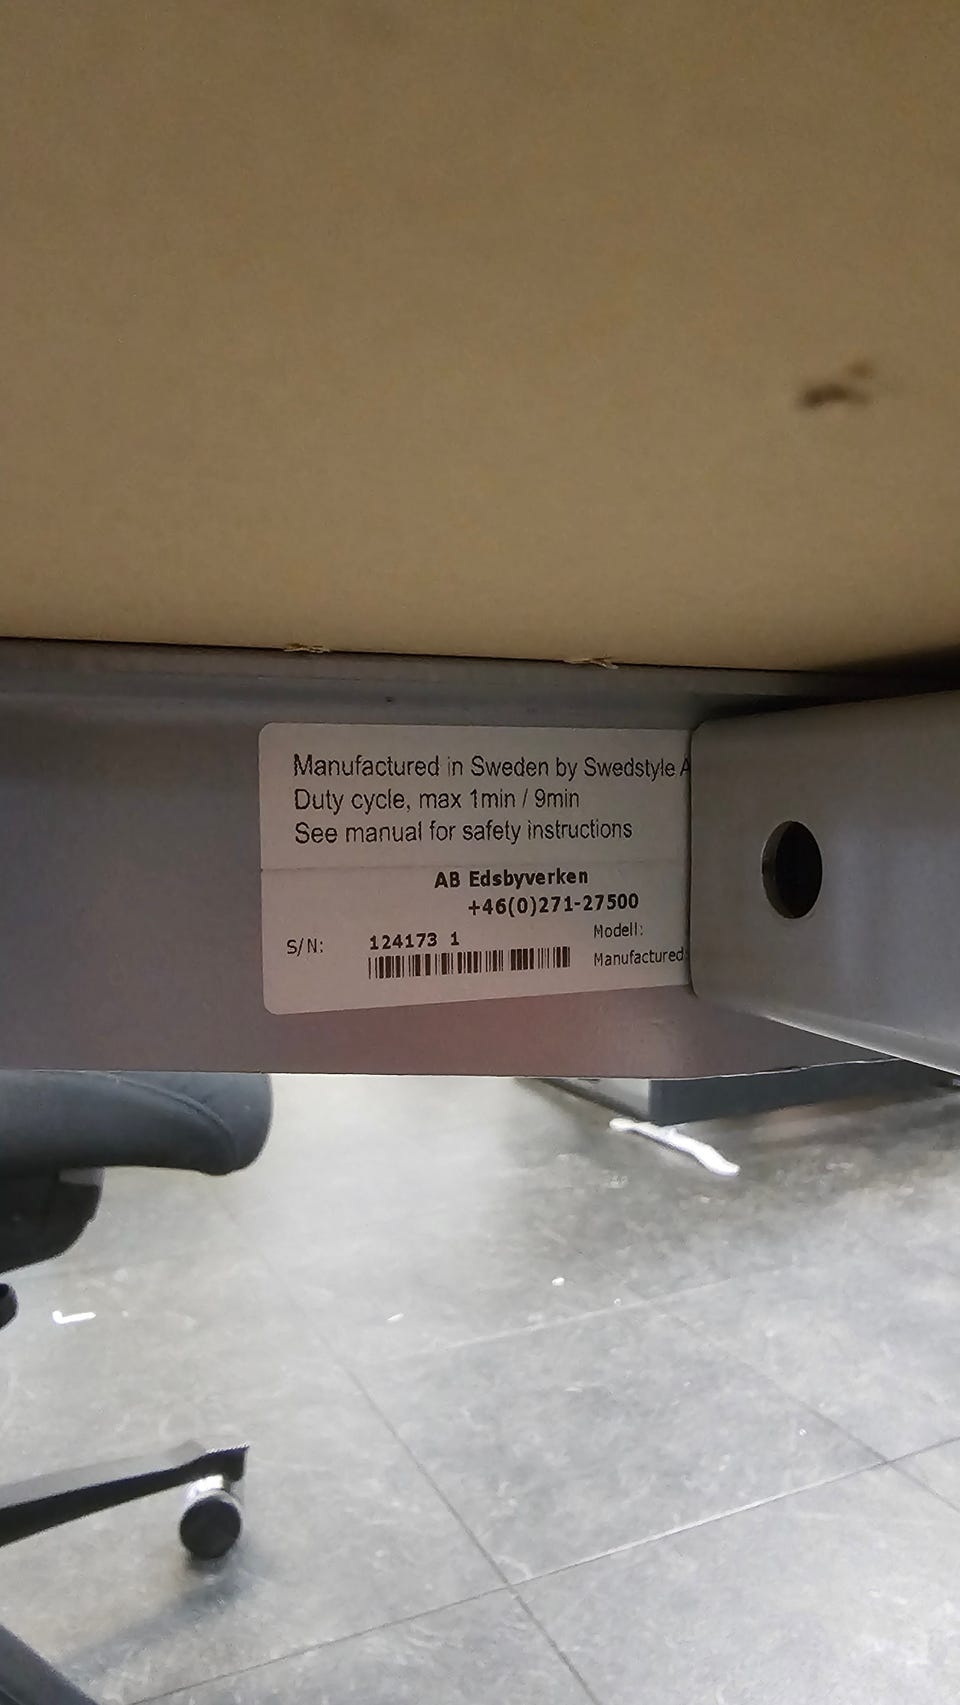 Manufactured in Sweden by Swedstyle A
Duty cycle, max 1min / 9min
See manual for safety instructions
AB Edsbyverken
+46(0)271-27500
S/N: 124173 1 Modell:
Manufactured: